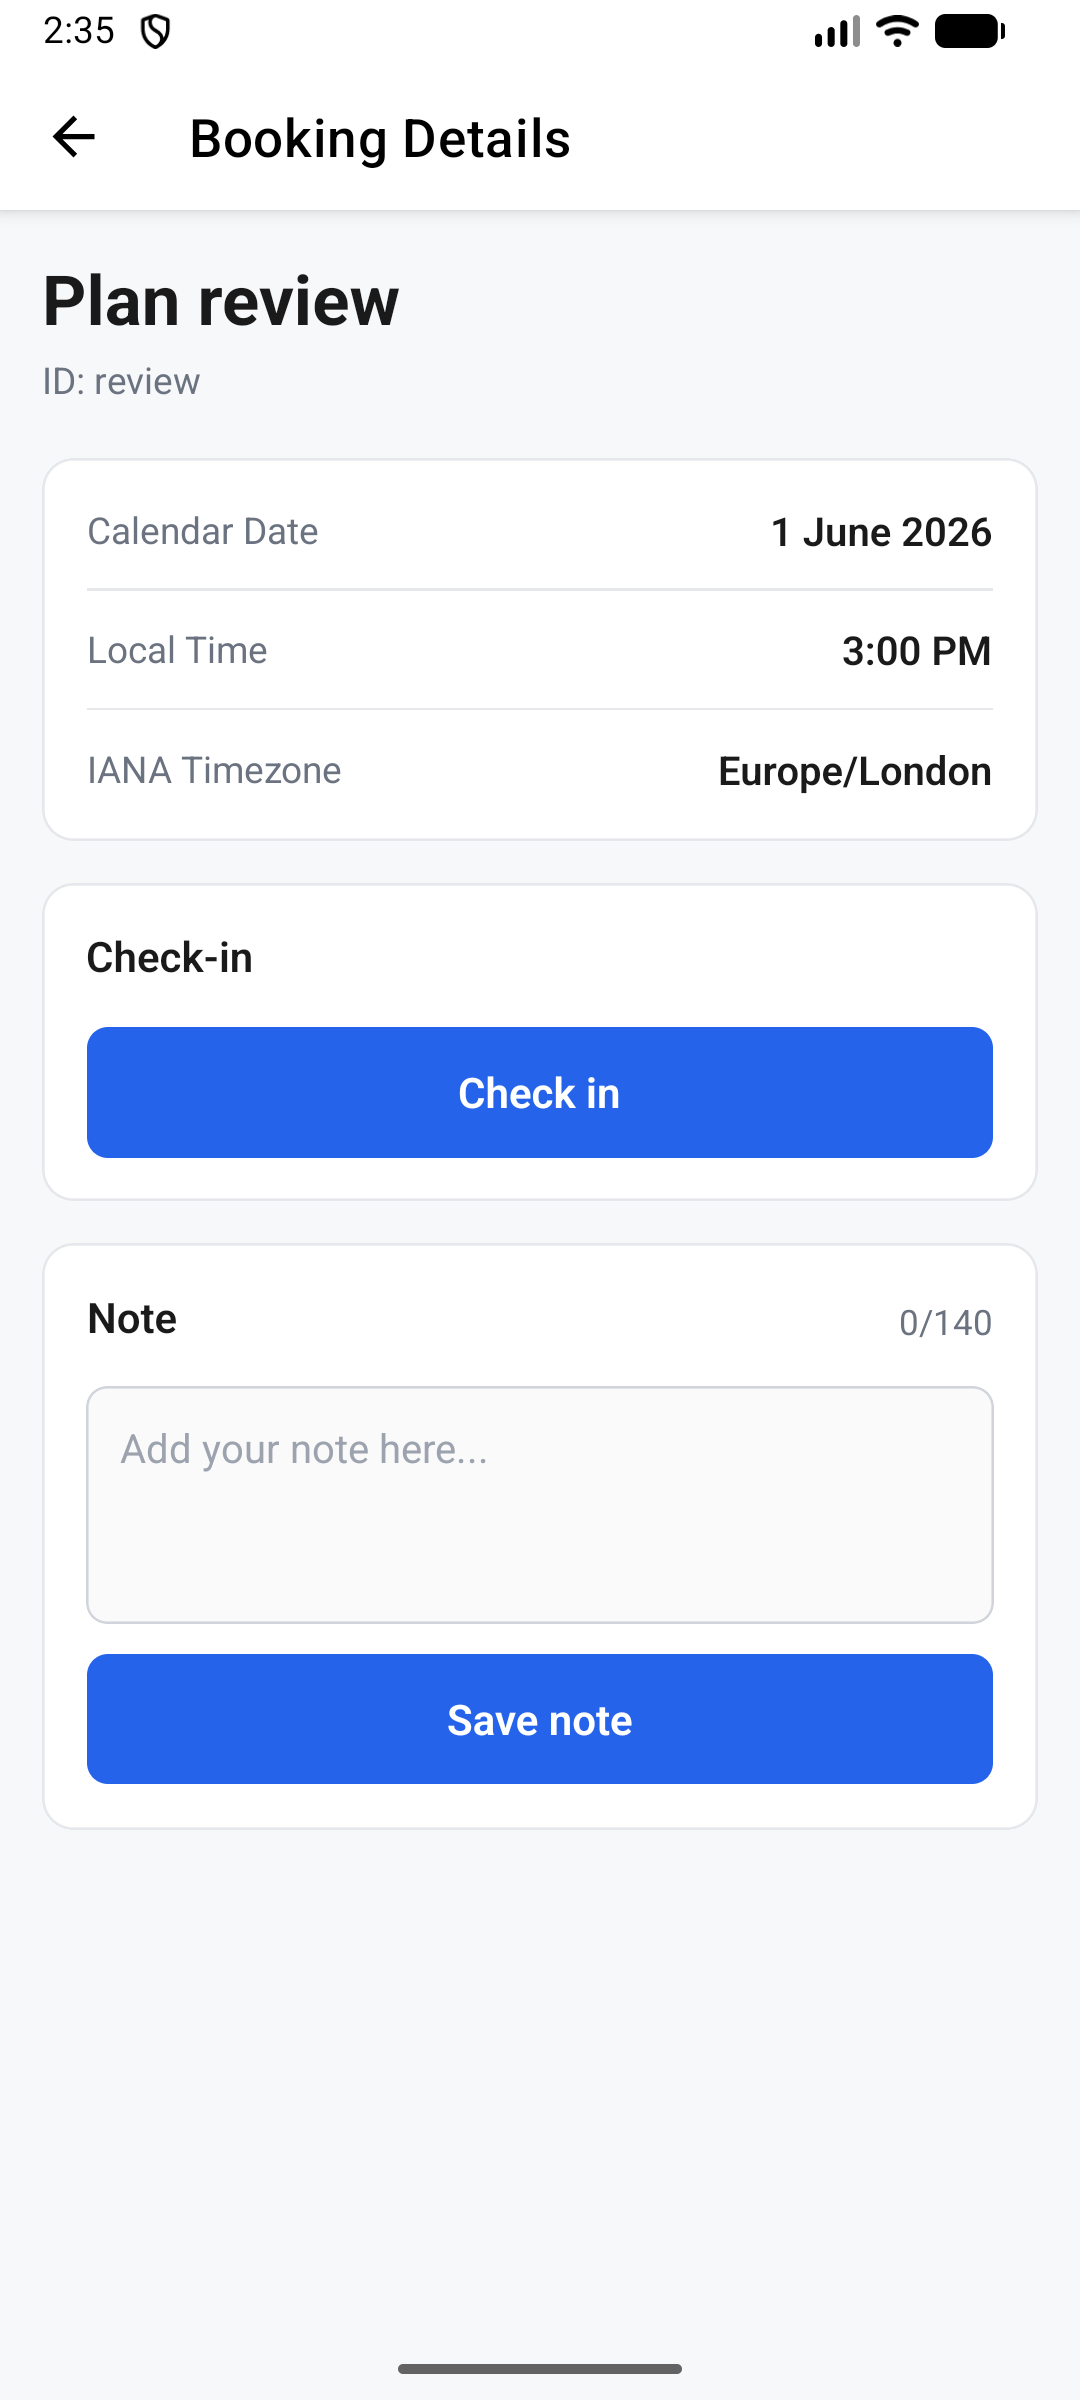 2:35
Booking Details
Plan review
ID: review
Calendar Date 1 June 2026
Local Time 3:00 PM
IANA Timezone Europe/London
Check-in
Check in
Note 0/140
Add your note here...
Save note